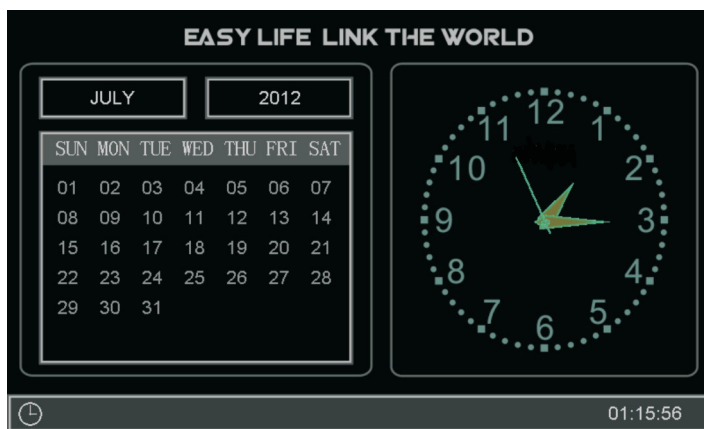 EASY LIFE LINK THE WORLD
JULY 2012
SUN MON TUE WED THU FRI SAT
01 02 03 04 05 06 07
08 09 10 11 12 13 14
15 16 17 18 19 20 21
22 23 24 25 26 27 28
29 30 31
12
11 1
10 2
9 3
8 4
7 5
6
01:15:56